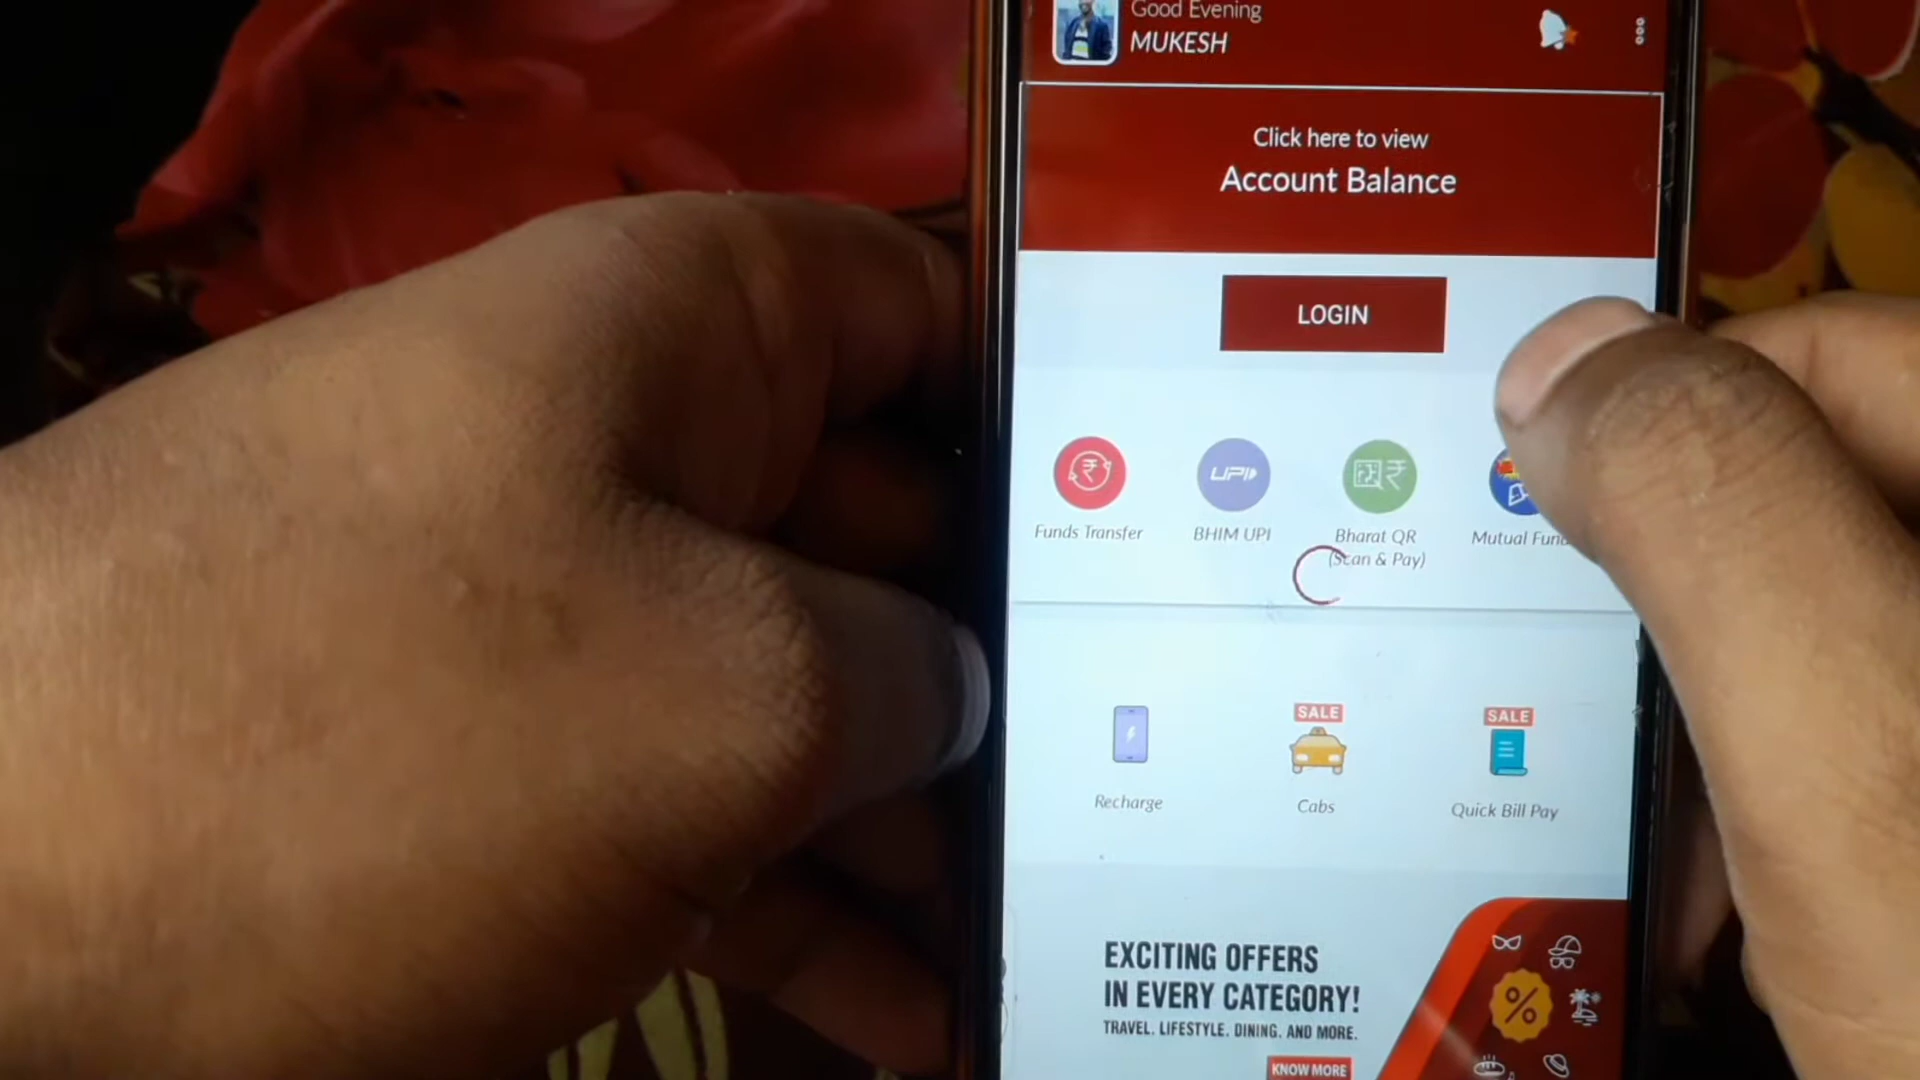 Good Evening
MUKESH
Click here to view
Account Balance
LOGIN
UPI
Funds Transfer
BHIM UPI
Bharat QR
(Scan & Pay)
Mutual Fund
SALE
SALE
Recharge
Cabs
Quick Bill Pay
EXCITING OFFERS
IN EVERY CATEGORY!
TRAVEL. LIFESTYLE. DINING. AND MORE.
KNOW MORE
%